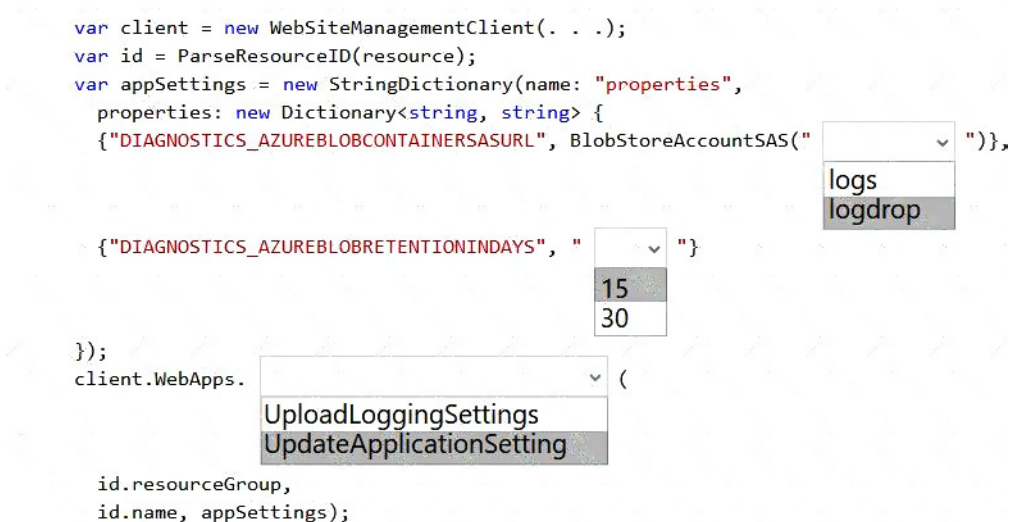 var client = new WebSiteManagementClient(. . .);
var id = ParseResourceID(resource);
var appSettings = new StringDictionary(name: "properties",
properties: new Dictionary<string, string> {
{"DIAGNOSTICS_AZUREBLOBCONTAINERSASURL", BlobStoreAccountSAS(" ")},
logs
logdrop
{"DIAGNOSTICS_AZUREBLOBRETENTIONINDAYS", " "}
15
30
});
client.WebApps. (
UploadLoggingSettings
UpdateApplicationSetting
id.resourceGroup,
id.name, appSettings);